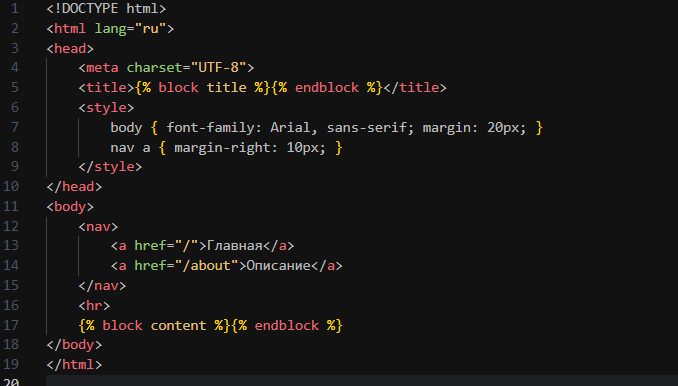 1 <!DOCTYPE html>
2 <html lang="ru">
3 <head>
4     <meta charset="UTF-8">
5     <title>{% block title %}{% endblock %}</title>
6     <style>
7         body { font-family: Arial, sans-serif; margin: 20px; }
8         nav a { margin-right: 10px; }
9     </style>
10 </head>
11 <body>
12     <nav>
13         <a href="/">Главная</a>
14         <a href="/about">Описание</a>
15     </nav>
16     <hr>
17     {% block content %}{% endblock %}
18 </body>
19 </html>
20